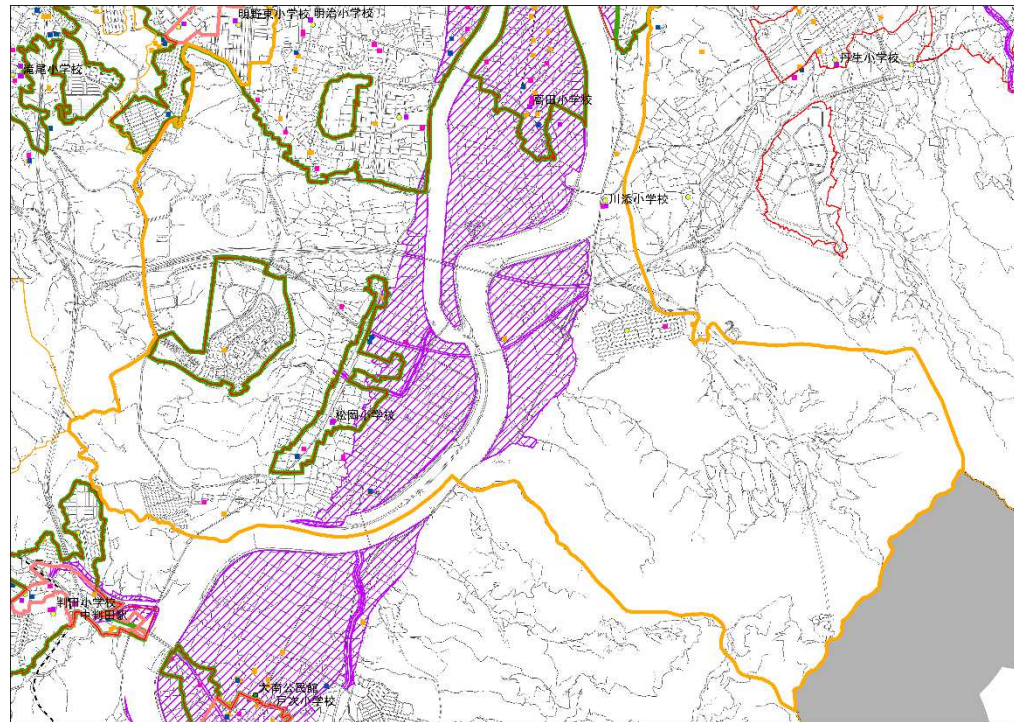 明野東小学校
明治小学校
滝尾小学校
丹生小学校
高田小学校
川添小学校
松岡小学校
判田小学校
中判田駅
大南公民館
戸次小学校